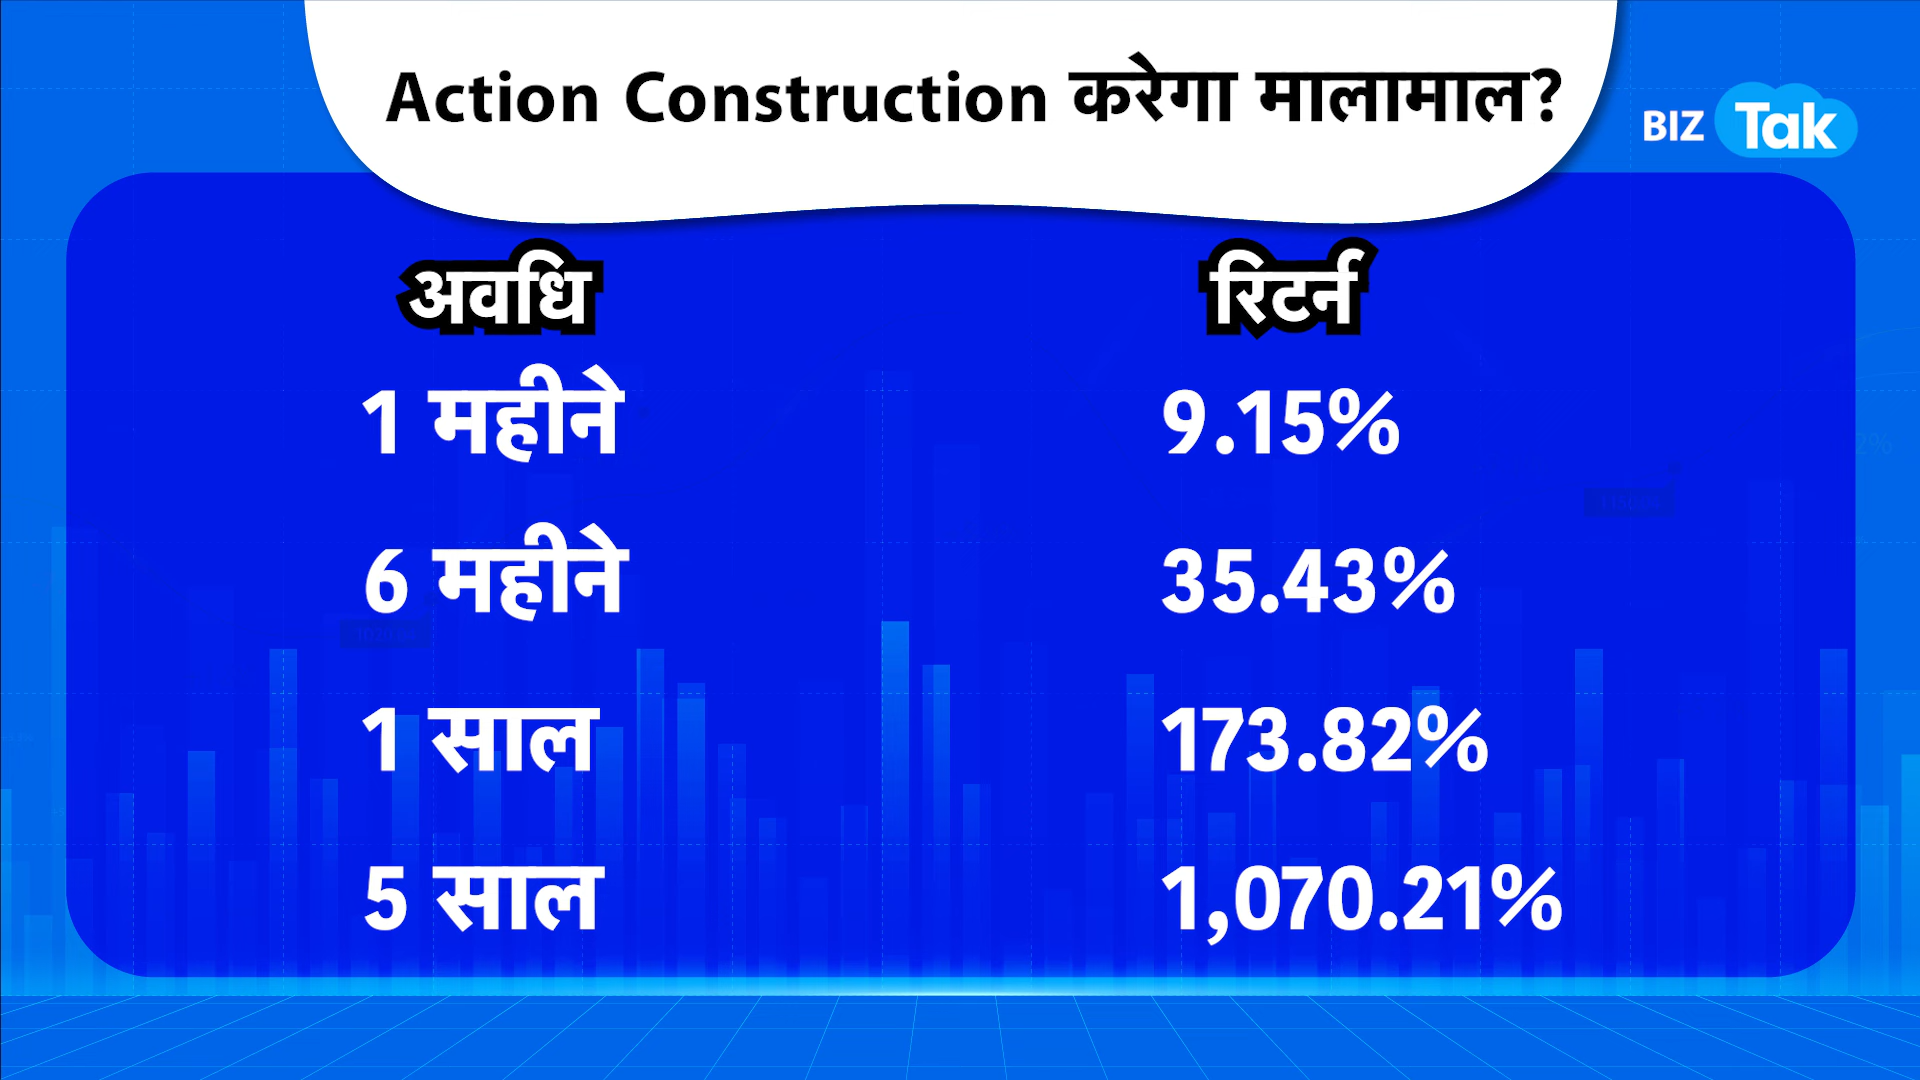 Action Construction करेगा मालामाल?
BIZ Tak
अवधि रिटर्न
1 महीने 9.15%
6 महीने 35.43%
1 साल 173.82%
5 साल 1,070.21%